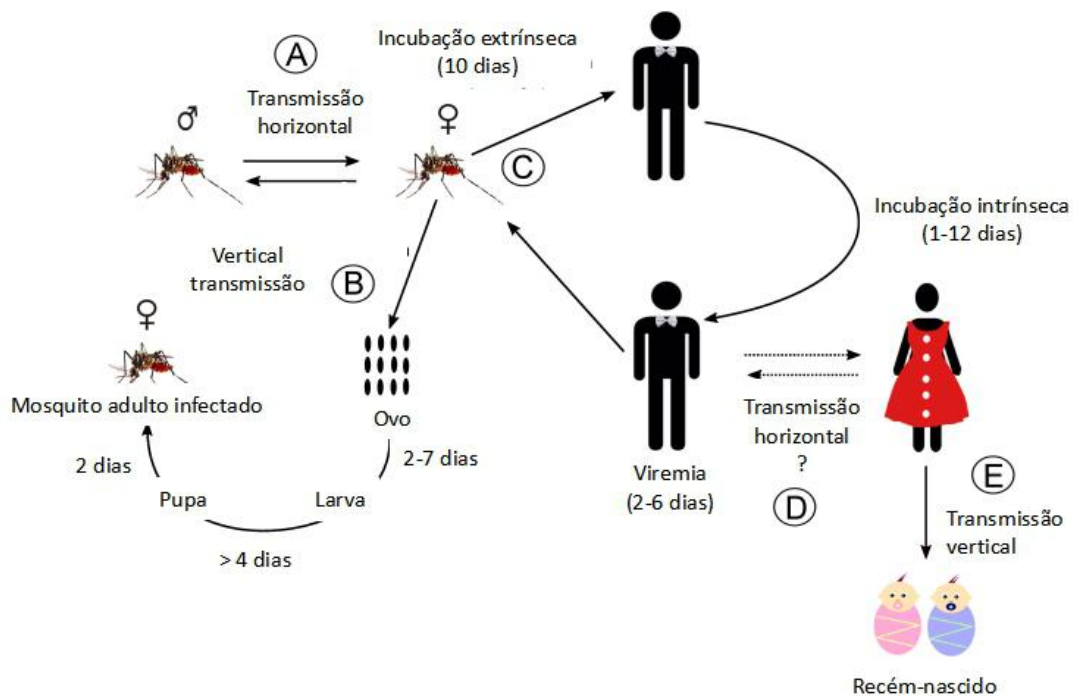 A
Transmissão
horizontal
Incubação extrínseca
(10 dias)
♂
♀
C
Incubação intrínseca
(1-12 dias)
Vertical
transmissão
B
♀
Mosquito adulto infectado
Ovo
2 dias
2-7 dias
Pupa
Larva
> 4 dias
Viremia
(2-6 dias)
Transmissão
horizontal
?
D
E
Transmissão
vertical
Recém-nascido